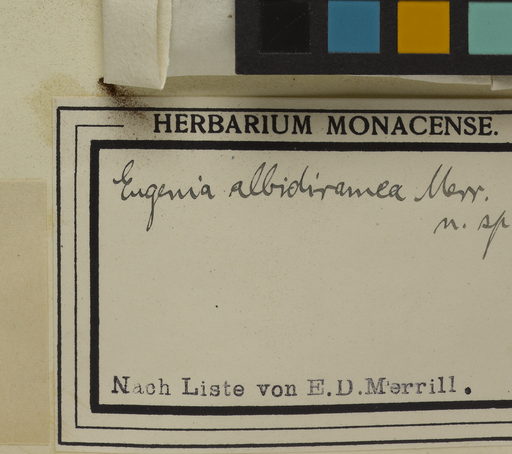 HERBARIUM MONACENSE.
Eugenia albidiramea Merr.
n. sp
Nach Liste von E.D.Merrill.